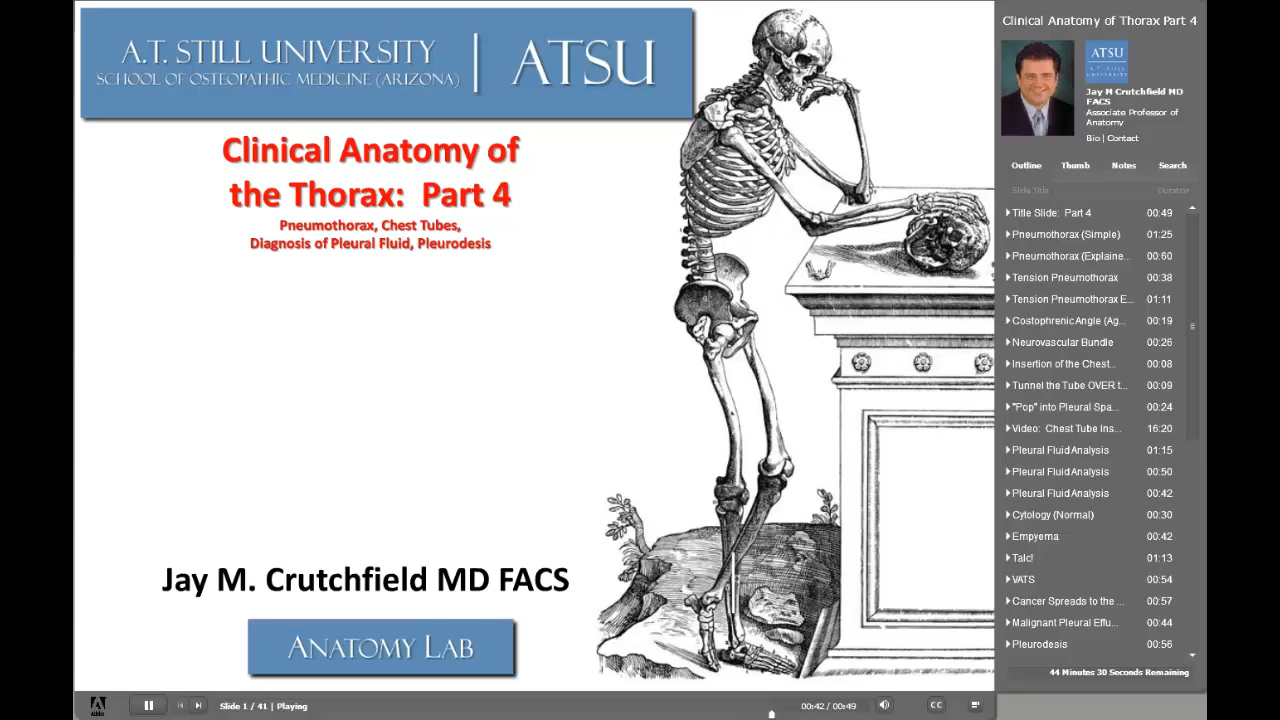 A.T. STILL UNIVERSITY
SCHOOL OF OSTEOPATHIC MEDICINE (ARIZONA)
ATSU
Clinical Anatomy of
the Thorax: Part 4
Pneumothorax, Chest Tubes,
Diagnosis of Pleural Fluid, Pleurodesis
Jay M. Crutchfield MD FACS
ANATOMY LAB
Clinical Anatomy of Thorax Part 4
ATSU
Jay M Crutchfield MD
FACS
Associate Professor of
Anatomy
Bio | Contact
Outline Thumb Notes Search
Slide Title Duration
Title Slide: Part 4 00:49
Pneumothorax (Simple) 01:25
Pneumothorax (Explaine... 00:60
Tension Pneumothorax 00:38
Tension Pneumothorax E... 01:11
Costophrenic Angle (Ag... 00:19
Neurovascular Bundle 00:26
Insertion of the Chest... 00:08
Tunnel the Tube OVER t... 00:09
"Pop" into Pleural Spa... 00:24
Video: Chest Tube Ins... 16:20
Pleural Fluid Analysis 01:15
Pleural Fluid Analysis 00:50
Pleural Fluid Analysis 00:42
Cytology (Normal) 00:30
Empyema 00:42
Talc! 01:13
VATS 00:54
Cancer Spreads to the ... 00:57
Malignant Pleural Effu... 00:44
Pleurodesis 00:56
44 Minutes 30 Seconds Remaining
Adobe
Slide 1 / 41 | Playing
00:42 / 00:49
CC